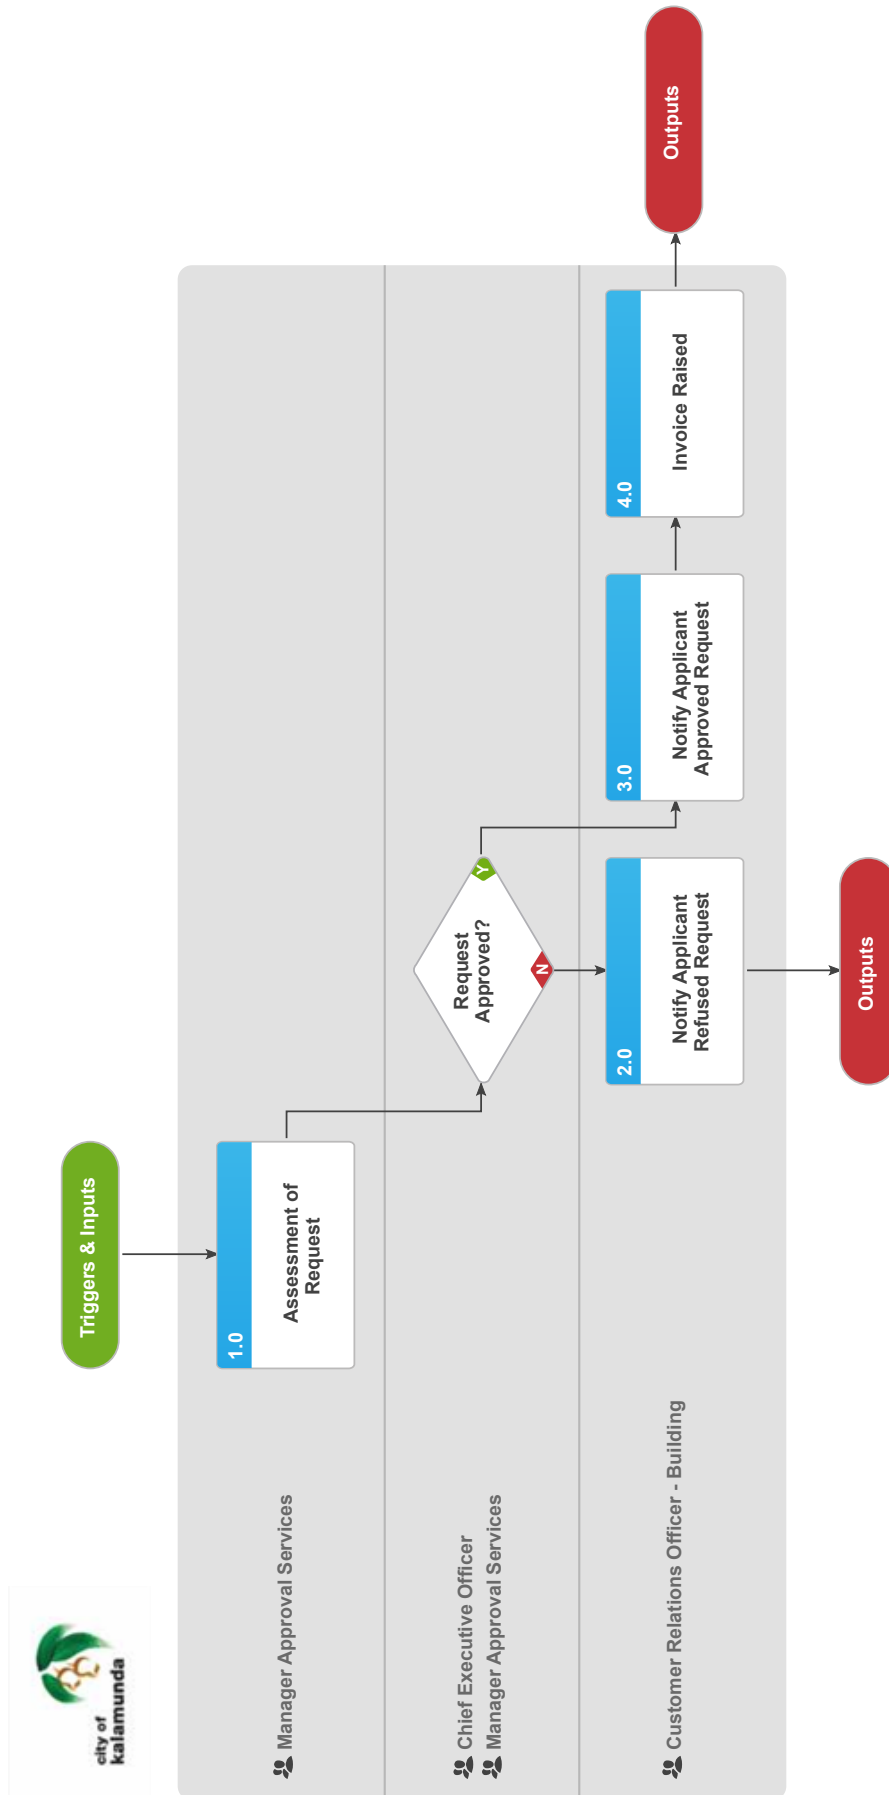 city of
kalamunda
Triggers & Inputs
Manager Approval Services
1.0
Assessment of
Request
Chief Executive Officer
Manager Approval Services
Request
Approved?
Y
N
Customer Relations Officer - Building
2.0
Notify Applicant
Refused Request
3.0
Notify Applicant
Approved Request
4.0
Invoice Raised
Outputs
Outputs